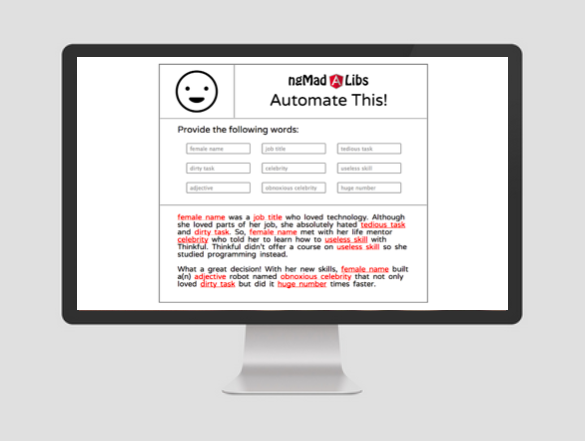 ngMad A Libs
Automate This!
Provide the following words:
female name job title tedious task
dirty task celebrity useless skill
adjective obnoxious celebrity huge number
female name was a job title who loved technology. Although
she loved parts of her job, she absolutely hated tedious task
and dirty task. So, female name met with her life mentor
celebrity who told her to learn how to useless skill with
Thinkful. Thinkful didn't offer a course on useless skill so she
studied programming instead.
What a great decision! With her new skills, female name built
a(n) adjective robot named obnoxious celebrity that not only
loved dirty task but did it huge number times faster.